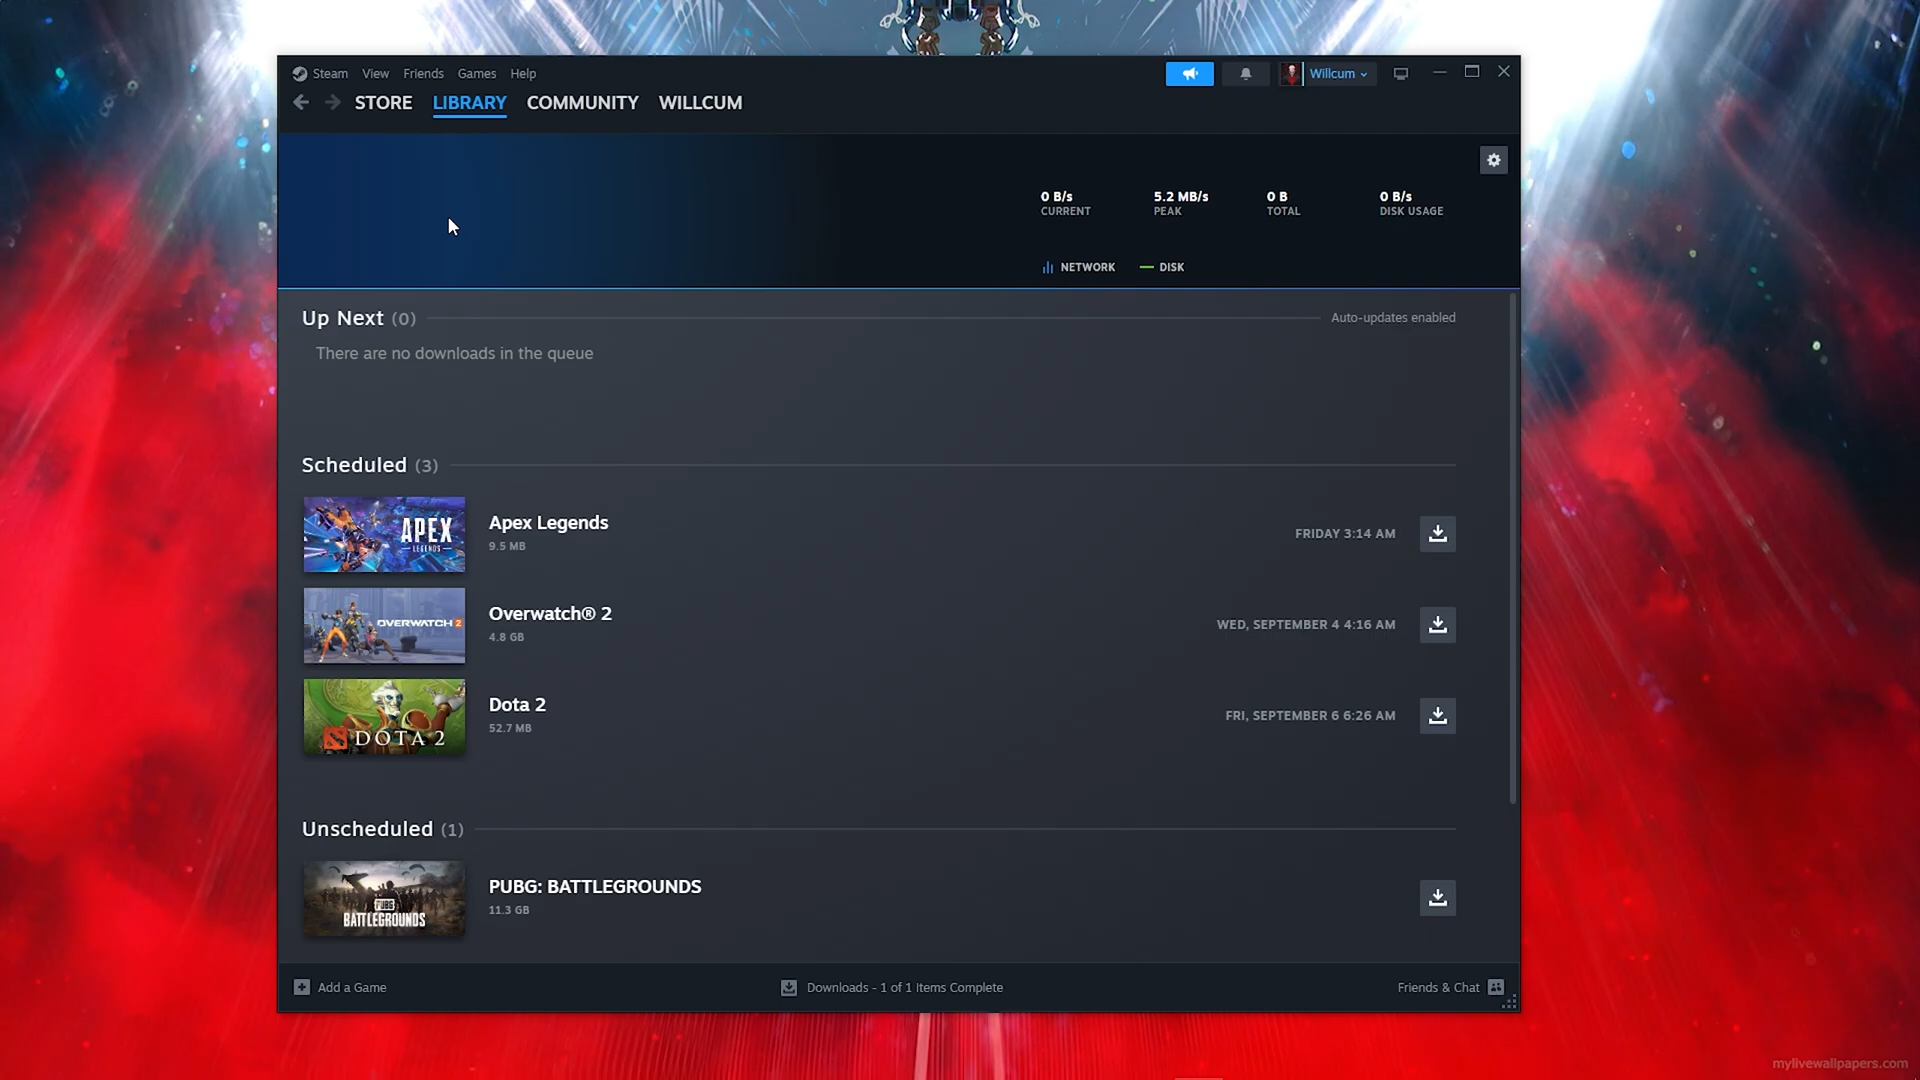 Steam View Friends Games Help
Willcum
STORE LIBRARY COMMUNITY WILLCUM
0 B/s 5.2 MB/s 0 B 0 B/s
CURRENT PEAK TOTAL DISK USAGE
NETWORK DISK
Up Next (0) Auto-updates enabled
There are no downloads in the queue
Scheduled (3)
APEX
LEGENDS
Apex Legends
9.5 MB
FRIDAY 3:14 AM
OVERWATCH 2
Overwatch® 2
4.8 GB
WED, SEPTEMBER 4 4:16 AM
DOTA 2
Dota 2
52.7 MB
FRI, SEPTEMBER 6 6:26 AM
Unscheduled (1)
PUBG
BATTLEGROUNDS
PUBG: BATTLEGROUNDS
11.3 GB
Add a Game Downloads - 1 of 1 Items Complete Friends & Chat
mylivewallpapers.com